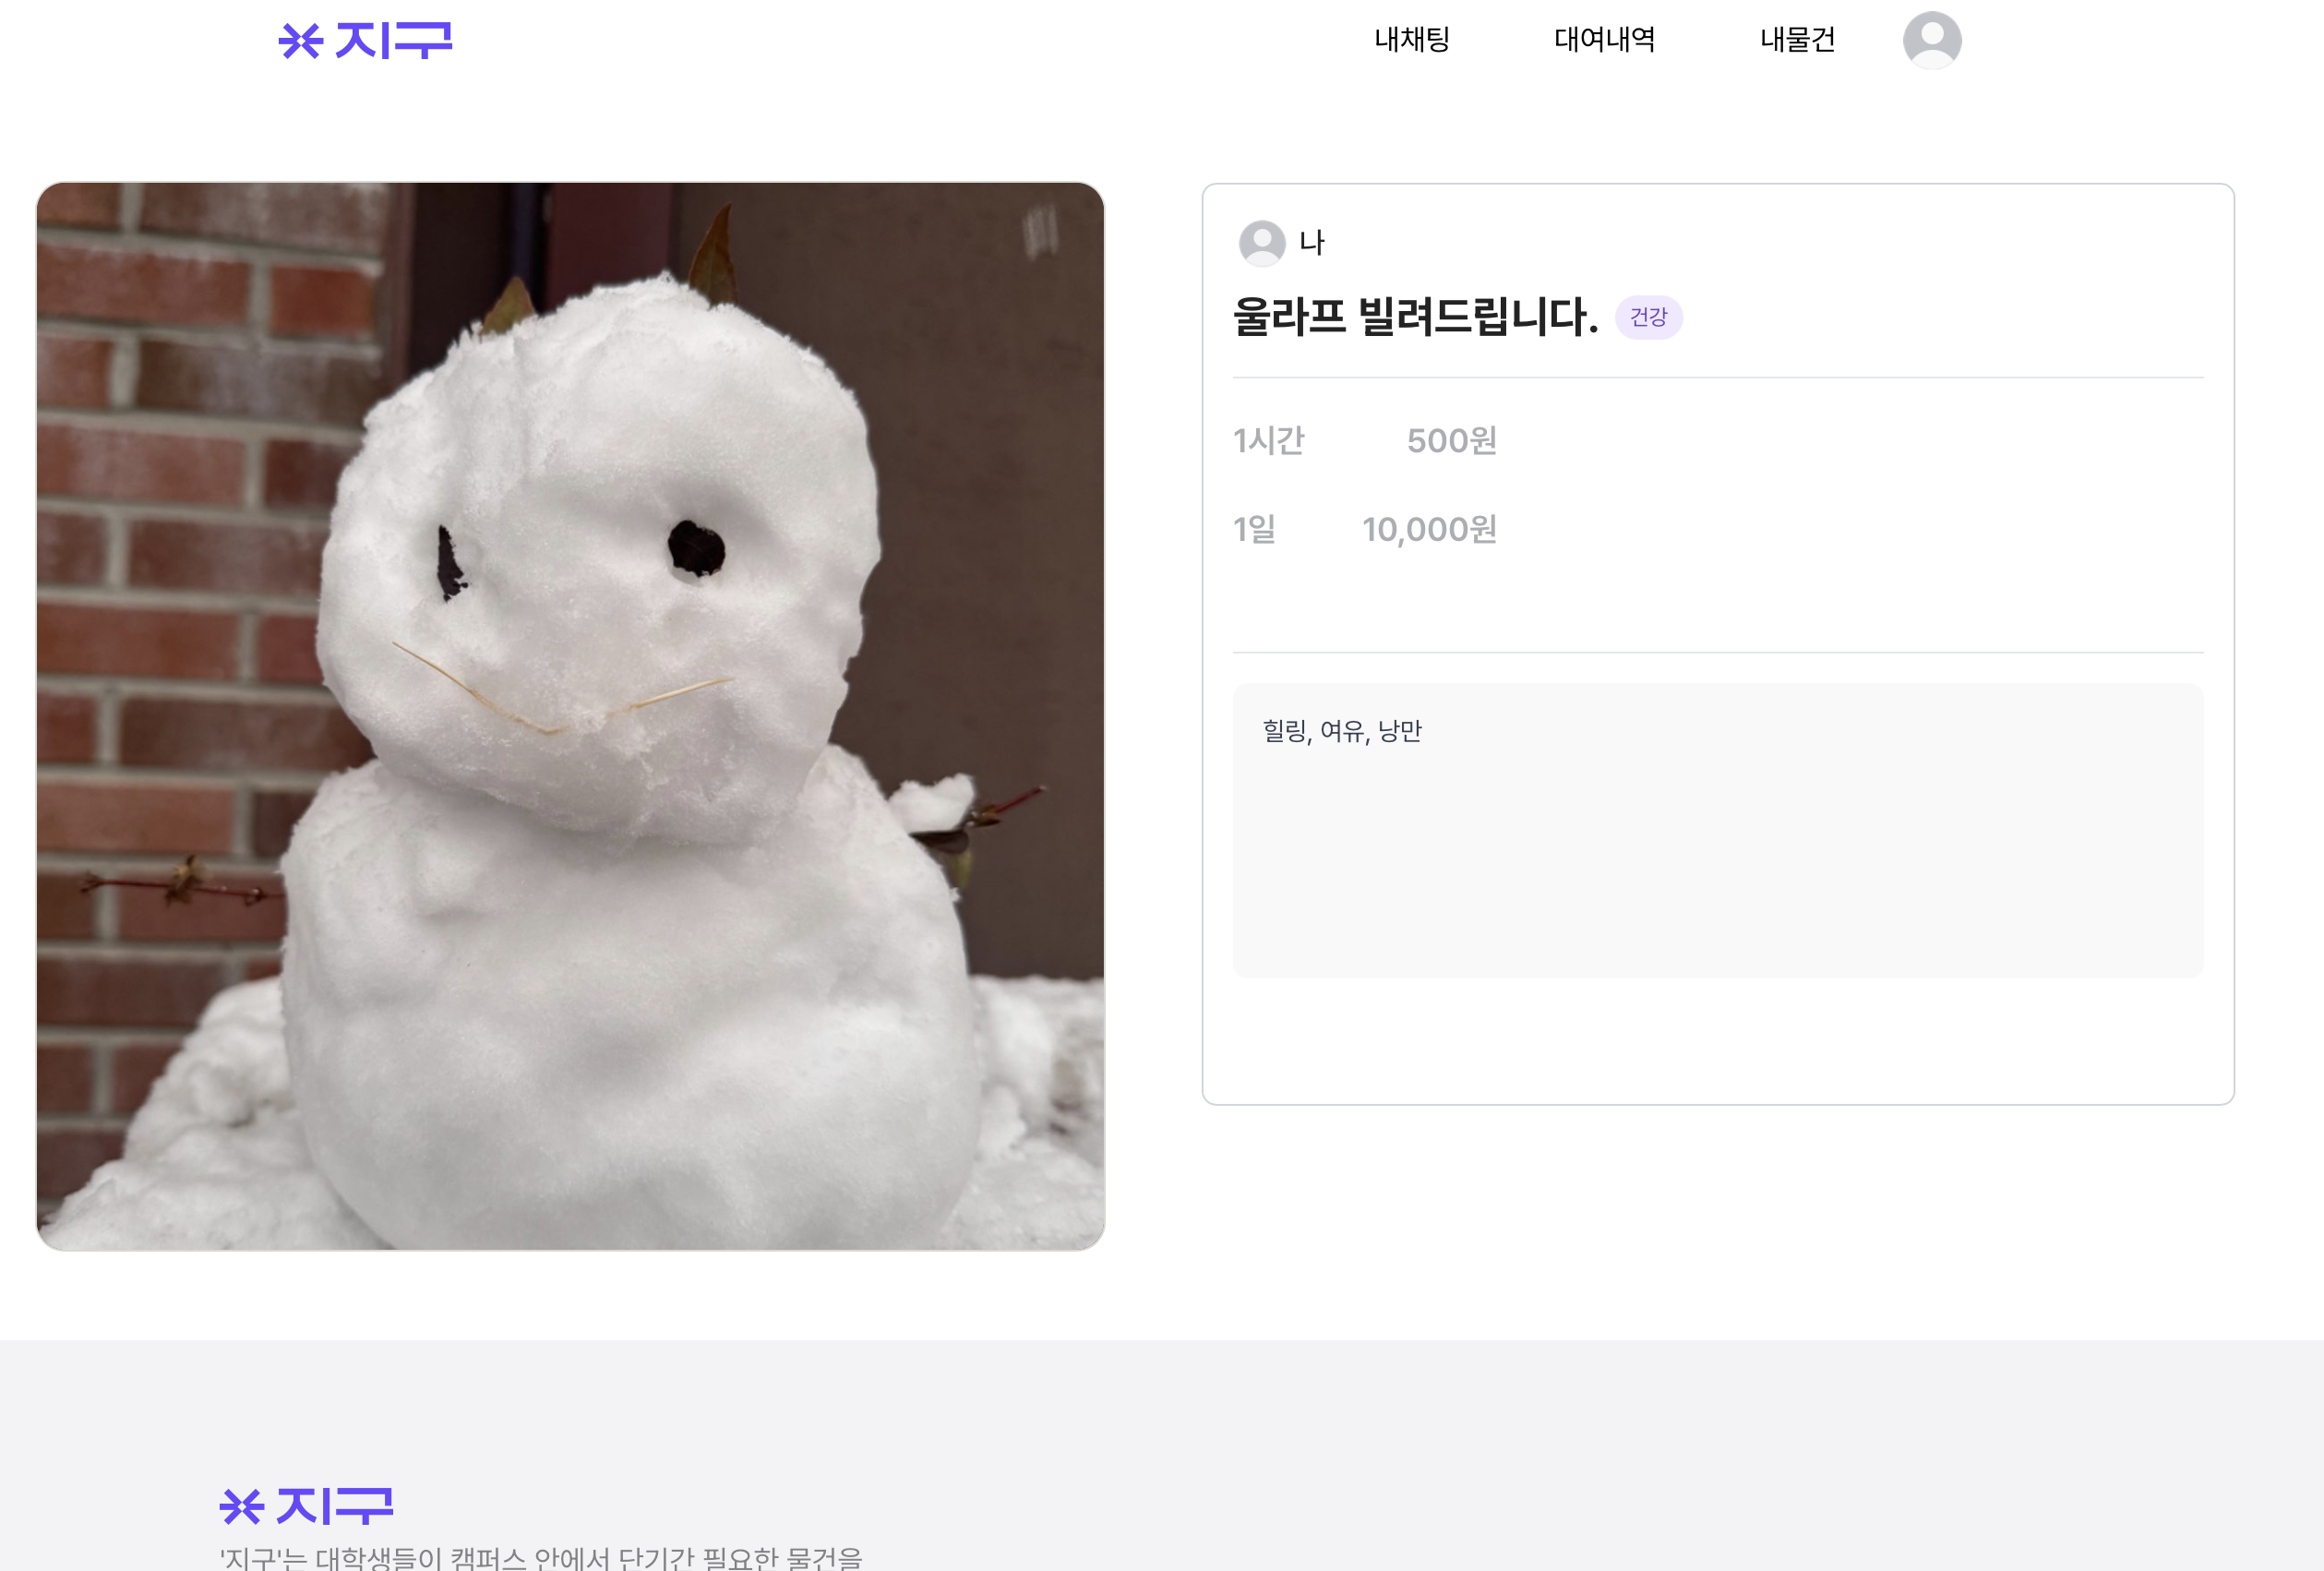 지구
내채팅 대여내역 내물건
나
울라프 빌려드립니다. 건강
1시간 500원
1일 10,000원
힐링, 여유, 낭만
지구
'지구'는 대학생들이 캠퍼스 안에서 단기간 필요한 물건을